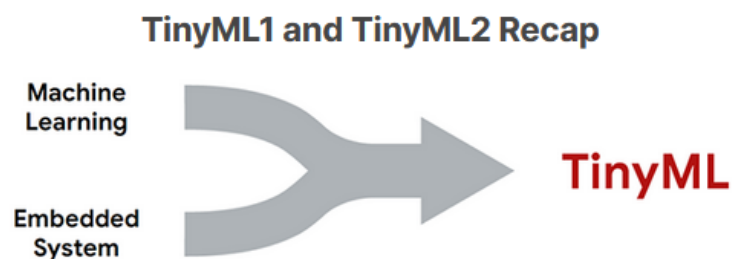 TinyML1 and TinyML2 Recap
Machine
Learning
TinyML
Embedded
System